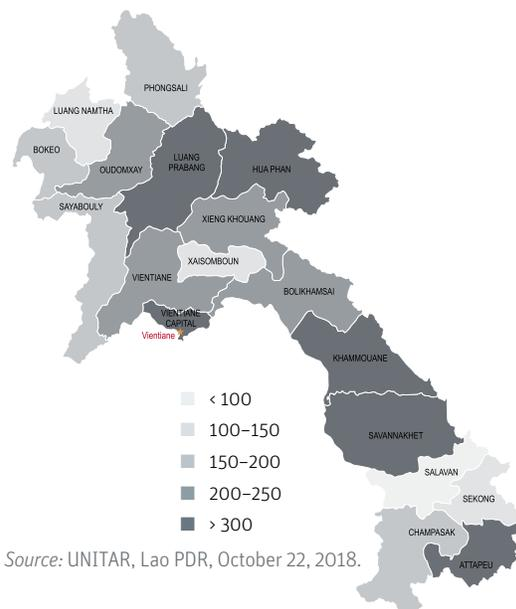 PHONGSALI
LUANG NAMTHA
BOKEO
OUDOMXAY
LUANG
PRABANG
HUA PHAN
SAYABOULY
XIENG KHOUANG
XAISOMBOUN
VIENTIANE
BOLIKHAMSAI
VIENTIANE
CAPITAL
Vientiane
KHAMMOUANE
SAVANNAKHET
SALAVAN
SEKONG
CHAMPASAK
ATTAPEU
< 100
100–150
150–200
200–250
> 300
Source: UNITAR, Lao PDR, October 22, 2018.